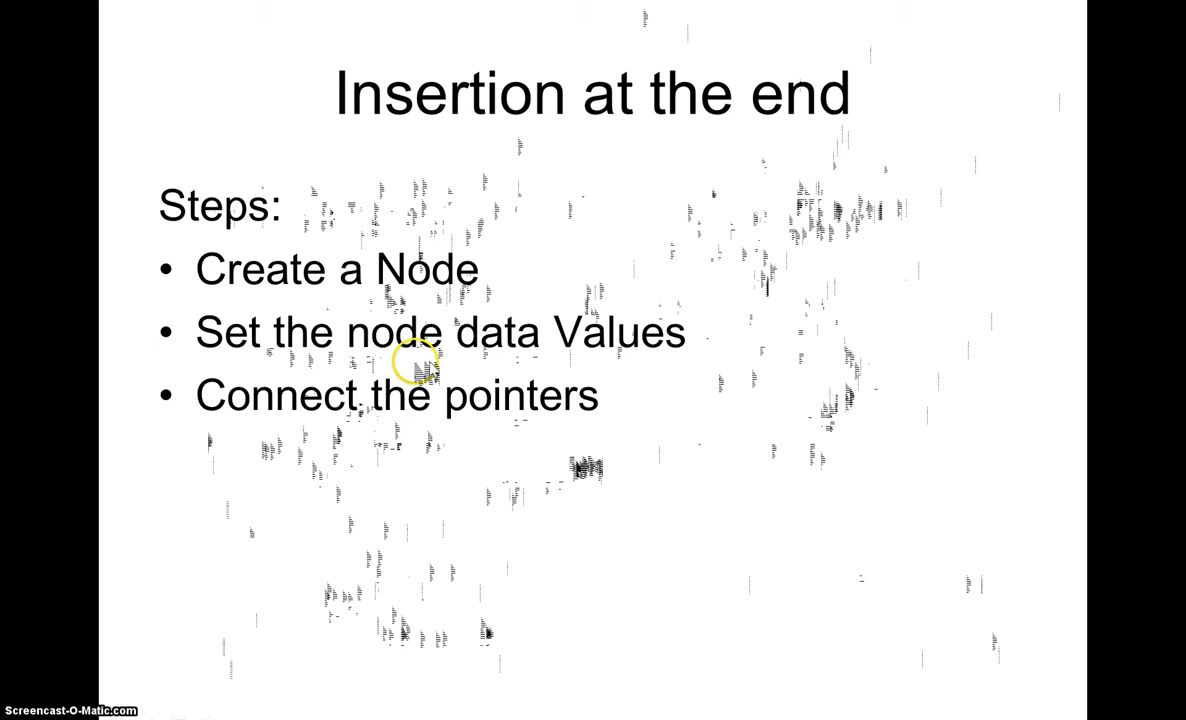 Insertion at the end
Steps:
• Create a Node
• Set the node data Values
• Connect the pointers
Screencast-O-Matic.com